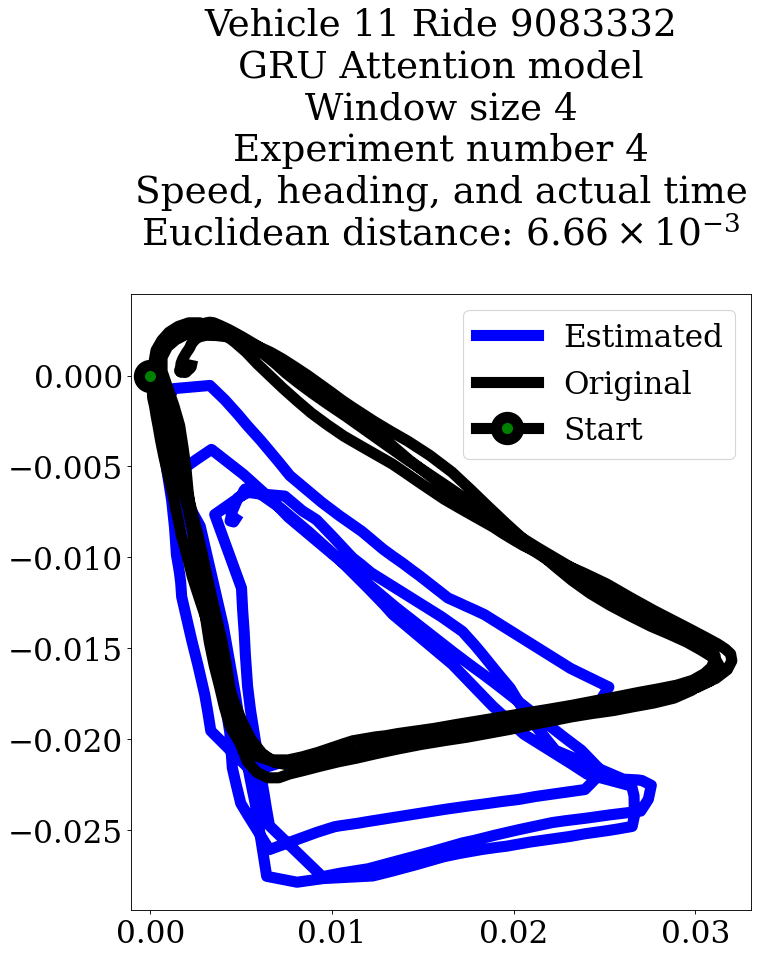 Vehicle 11 Ride 9083332
GRU Attention model
Window size 4
Experiment number 4
Speed, heading, and actual time
Euclidean distance: 6.66 × 10⁻³
Estimated
Original
Start
0.000
−0.005
−0.010
−0.015
−0.020
−0.025
0.00 0.01 0.02 0.03